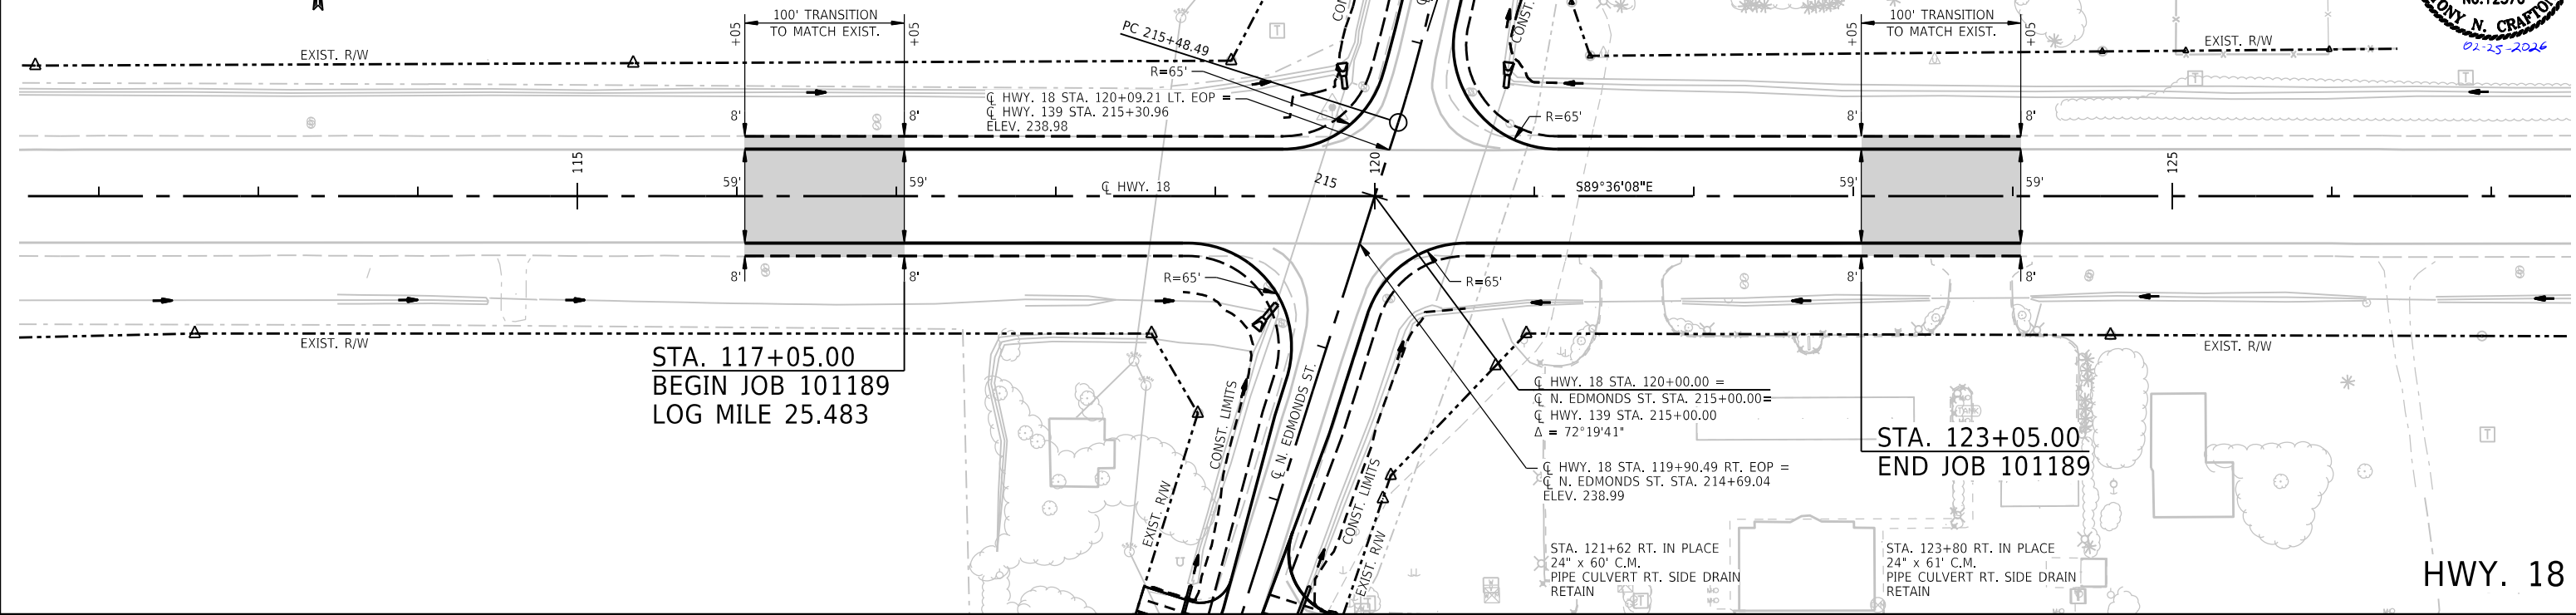 100' TRANSITION
TO MATCH EXIST.
+05
+05
EXIST. R/W
8'
8'
PC 215+48.49
R=65'
℄ HWY. 18 STA. 120+09.21 LT. EOP =
℄ HWY. 139 STA. 215+30.96
ELEV. 238.98
CONST.
R=65'
100' TRANSITION
TO MATCH EXIST.
+05
+05
8'
8'
EXIST. R/W
TONY N. CRAFTON
02-25-2026
115
59'
59'
℄ HWY. 18
215
120
S89°36'08"E
59'
59'
125
8'
8'
R=65'
R=65'
8'
8'
EXIST. R/W
EXIST. R/W
STA. 117+05.00
BEGIN JOB 101189
LOG MILE 25.483
CONST. LIMITS
℄ N. EDMONDS ST.
EXIST. R/W
CONST. LIMITS
EXIST. R/W
℄ HWY. 18 STA. 120+00.00 =
℄ N. EDMONDS ST. STA. 215+00.00=
℄ HWY. 139 STA. 215+00.00
Δ = 72°19'41"
℄ HWY. 18 STA. 119+90.49 RT. EOP =
℄ N. EDMONDS ST. STA. 214+69.04
ELEV. 238.99
STA. 123+05.00
END JOB 101189
TANK
T
T
T
T
T
STA. 121+62 RT. IN PLACE
24" x 60' C.M.
PIPE CULVERT RT. SIDE DRAIN
RETAIN
STA. 123+80 RT. IN PLACE
24" x 61' C.M.
PIPE CULVERT RT. SIDE DRAIN
RETAIN
HWY. 18